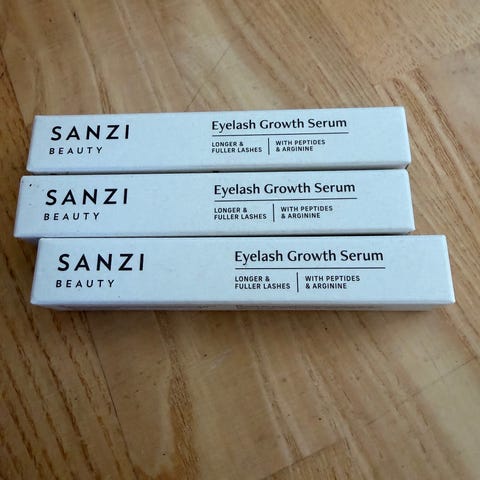 SANZI
BEAUTY
Eyelash Growth Serum
LONGER &
FULLER LASHES
WITH PEPTIDES
& ARGININE
SANZI
BEAUTY
Eyelash Growth Serum
LONGER &
FULLER LASHES
WITH PEPTIDES
& ARGININE
SANZI
BEAUTY
Eyelash Growth Serum
LONGER &
FULLER LASHES
WITH PEPTIDES
& ARGININE